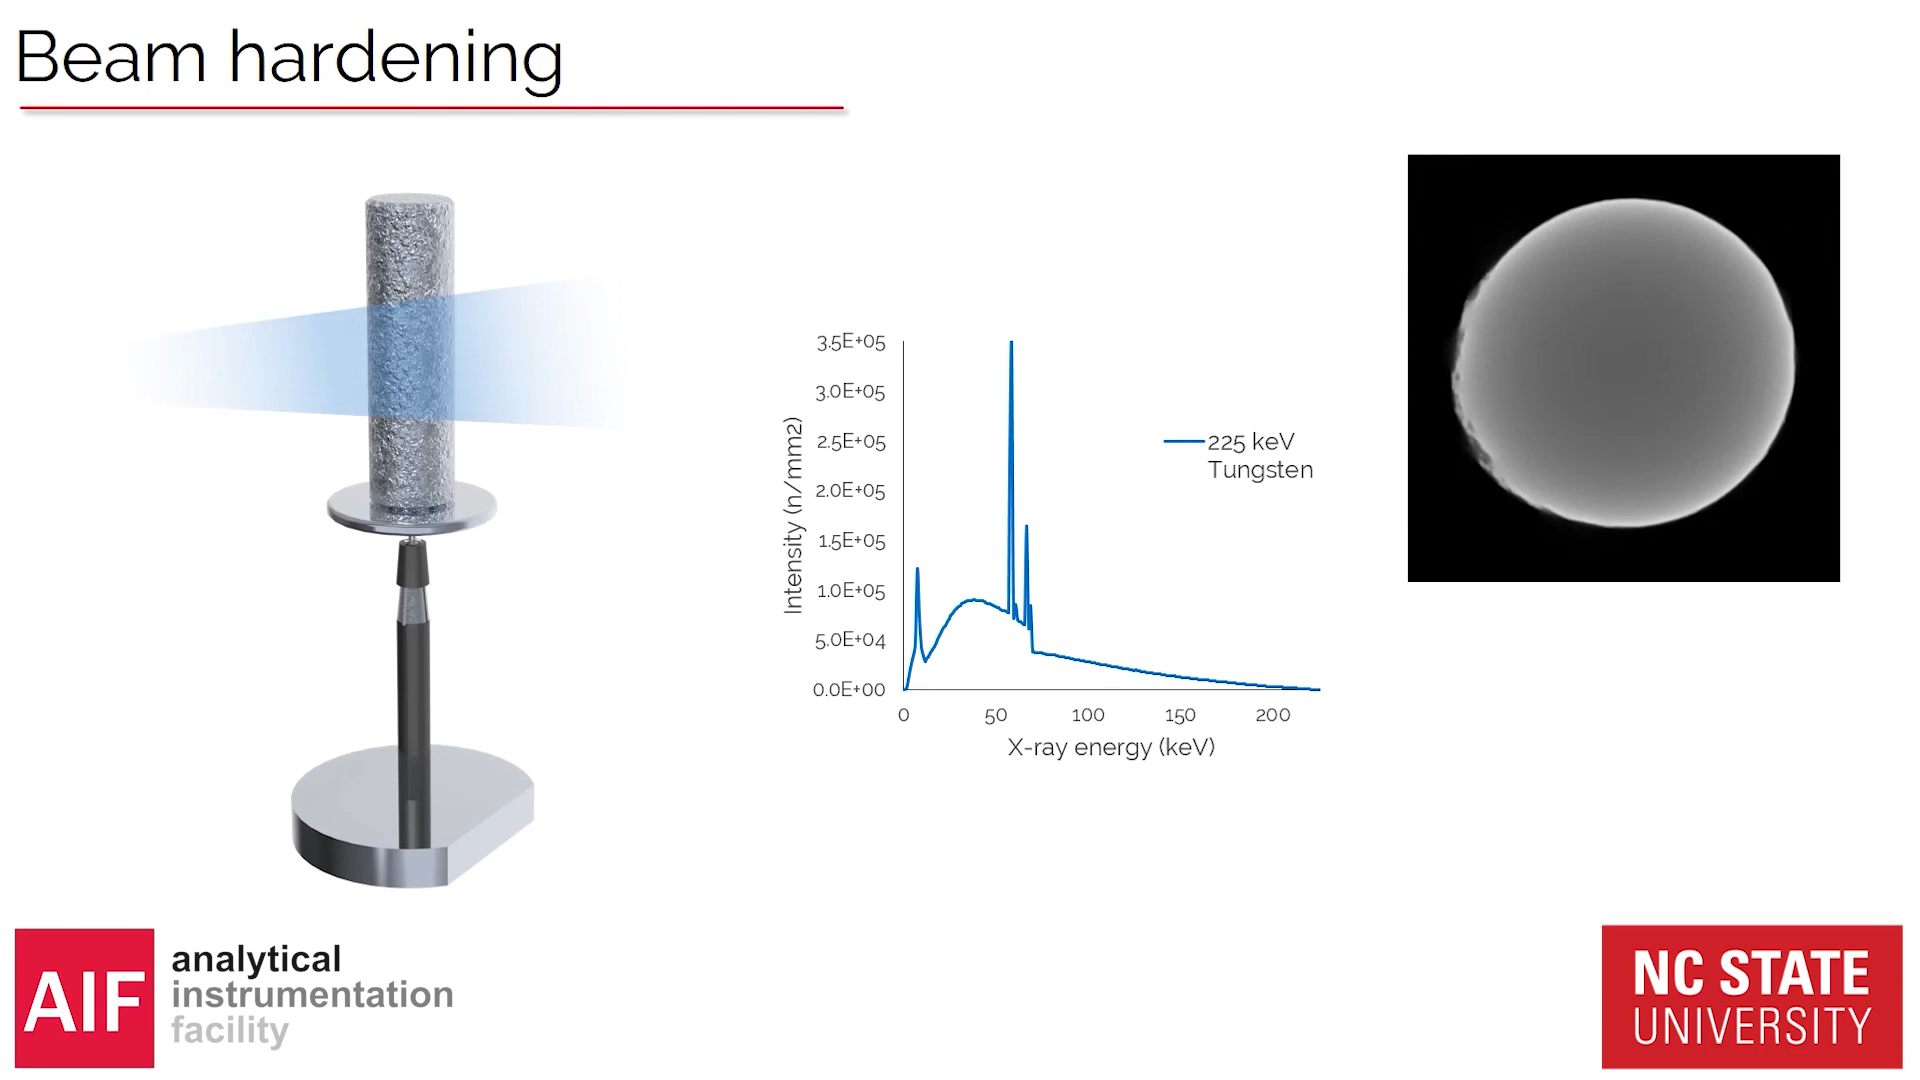 Beam hardening
3.5E+05
3.0E+05
2.5E+05
2.0E+05
1.5E+05
1.0E+05
5.0E+04
0.0E+00
Intensity (n/mm2)
0 50 100 150 200
X-ray energy (keV)
225 keV
Tungsten
AIF
analytical
instrumentation
facility
NC STATE
UNIVERSITY